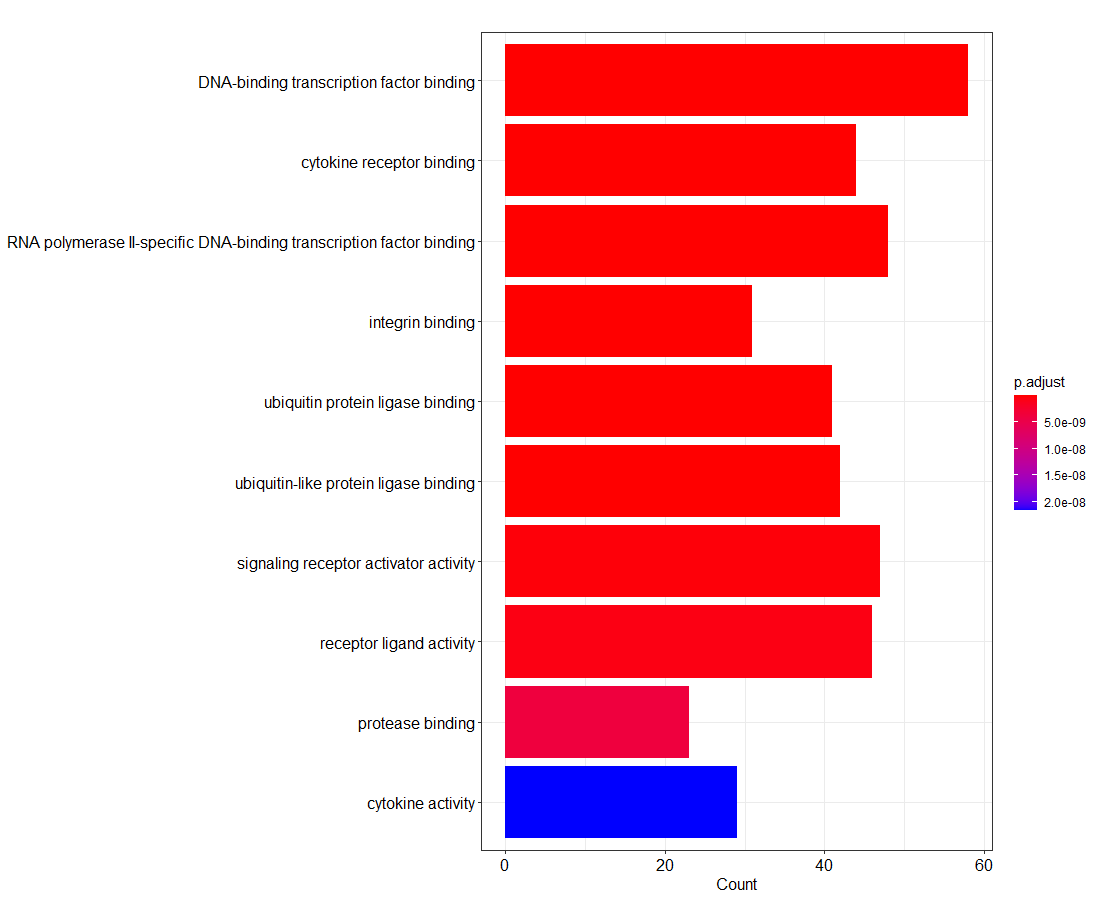 DNA-binding transcription factor binding
cytokine receptor binding
RNA polymerase II-specific DNA-binding transcription factor binding
integrin binding
ubiquitin protein ligase binding
ubiquitin-like protein ligase binding
signaling receptor activator activity
receptor ligand activity
protease binding
cytokine activity
0 20 40 60
Count
p.adjust
5.0e-09
1.0e-08
1.5e-08
2.0e-08